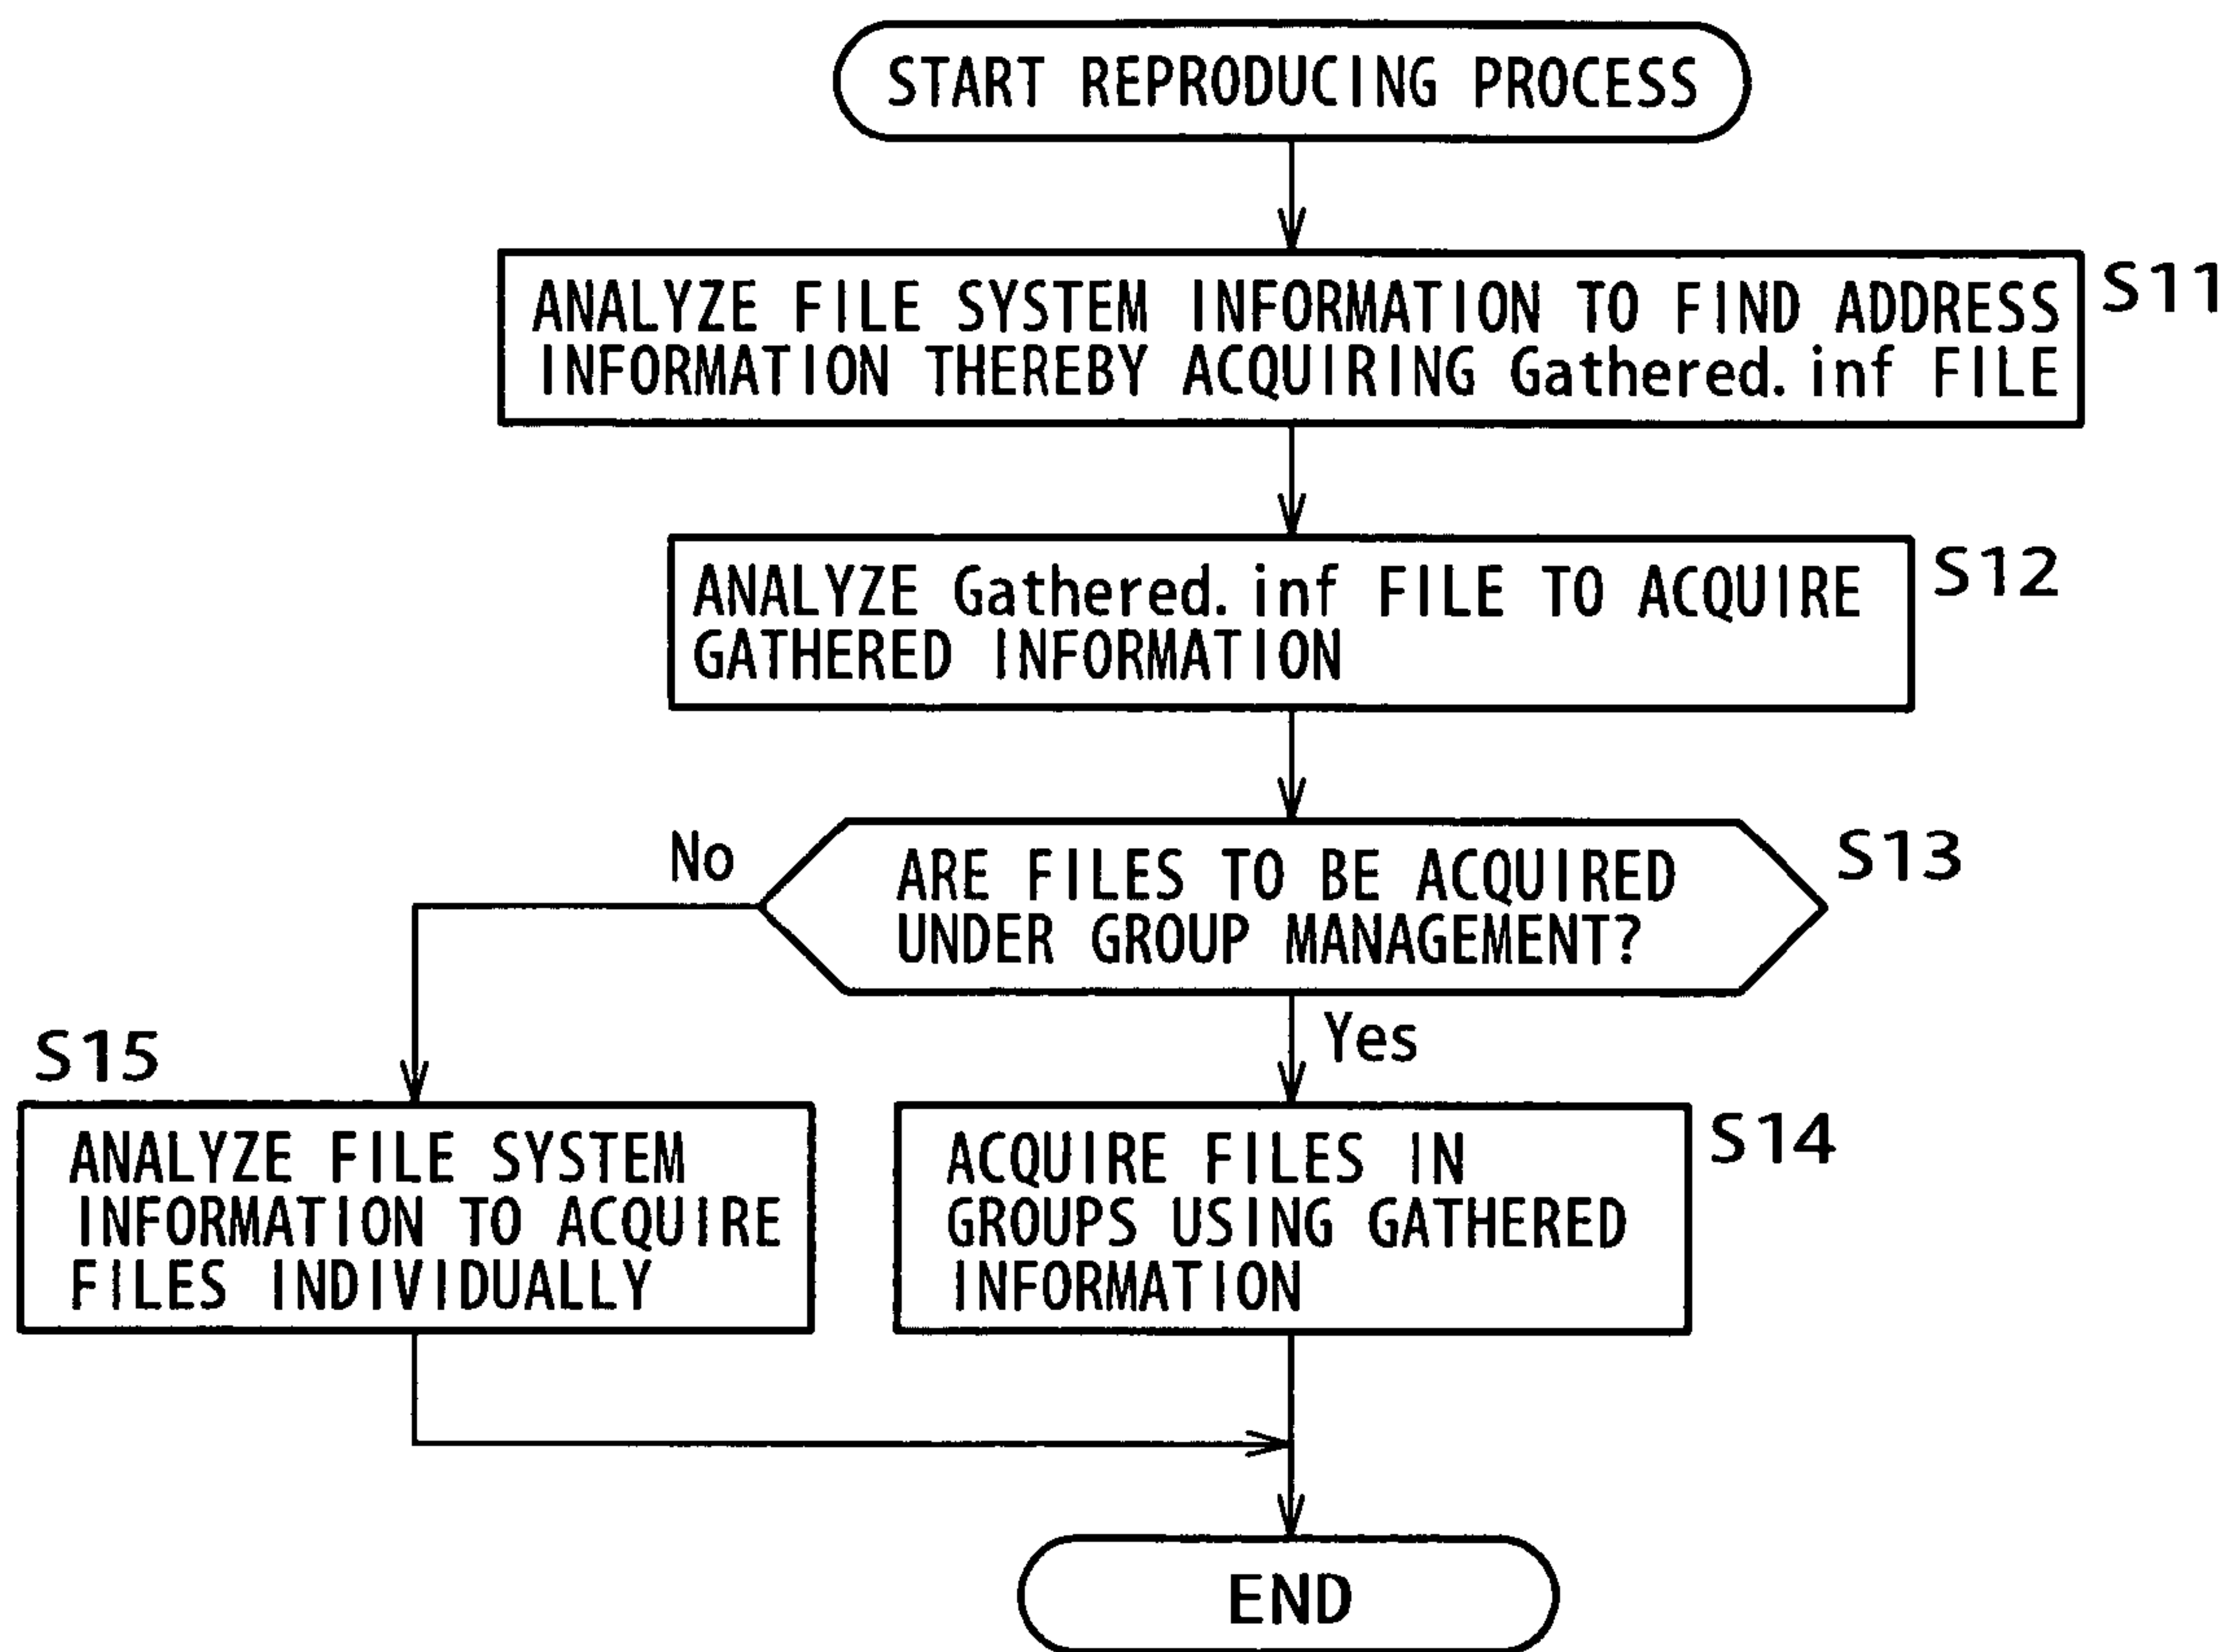 START REPRODUCING PROCESS
ANALYZE FILE SYSTEM INFORMATION TO FIND ADDRESS
INFORMATION THEREBY ACQUIRING Gathered.inf FILE
S11
ANALYZE Gathered.inf FILE TO ACQUIRE
GATHERED INFORMATION
S12
ARE FILES TO BE ACQUIRED
UNDER GROUP MANAGEMENT?
S13
No
Yes
S15
ANALYZE FILE SYSTEM
INFORMATION TO ACQUIRE
FILES INDIVIDUALLY
ACQUIRE FILES IN
GROUPS USING GATHERED
INFORMATION
S14
END